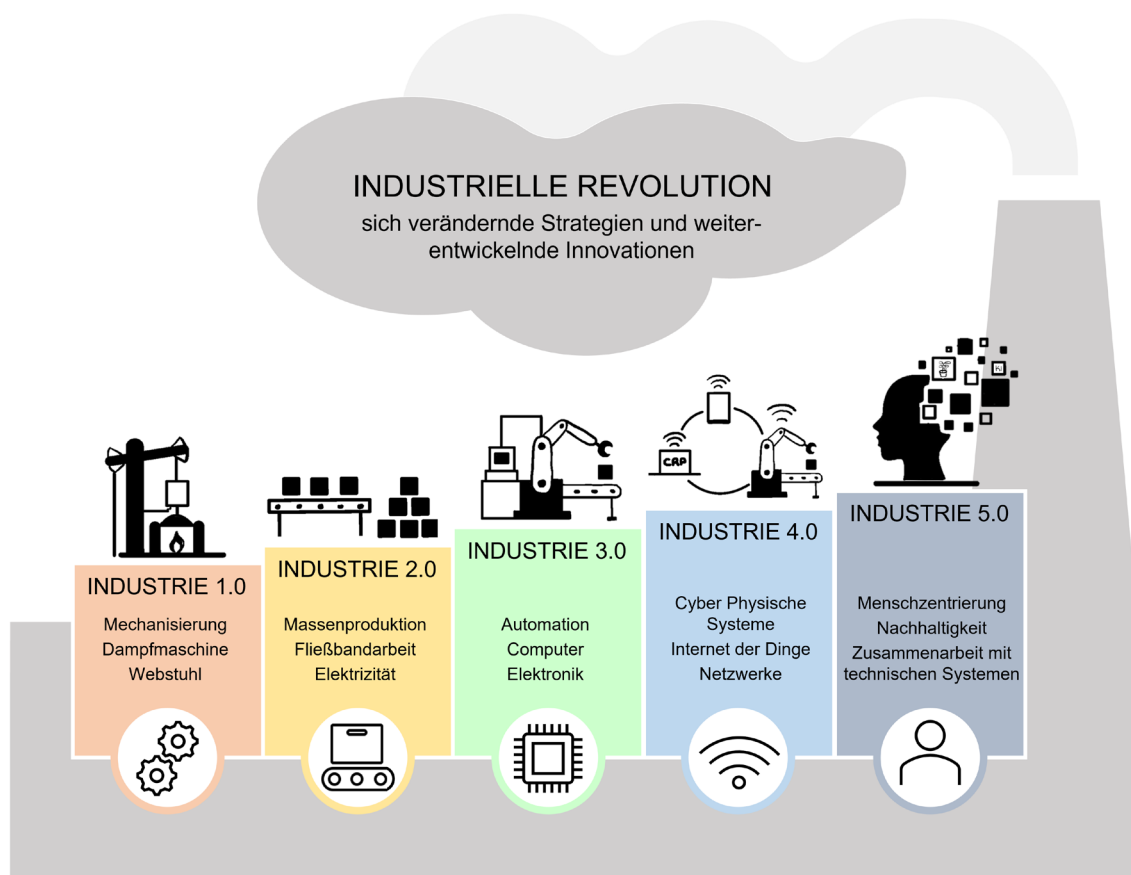 INDUSTRIELLE REVOLUTION
sich verändernde Strategien und weiter-
entwickelnde Innovationen
INDUSTRIE 1.0
Mechanisierung
Dampfmaschine
Webstuhl
INDUSTRIE 2.0
Massenproduktion
Fließbandarbeit
Elektrizität
INDUSTRIE 3.0
Automation
Computer
Elektronik
CRP
INDUSTRIE 4.0
Cyber Physische
Systeme
Internet der Dinge
Netzwerke
KI
INDUSTRIE 5.0
Menschzentrierung
Nachhaltigkeit
Zusammenarbeit mit
technischen Systemen